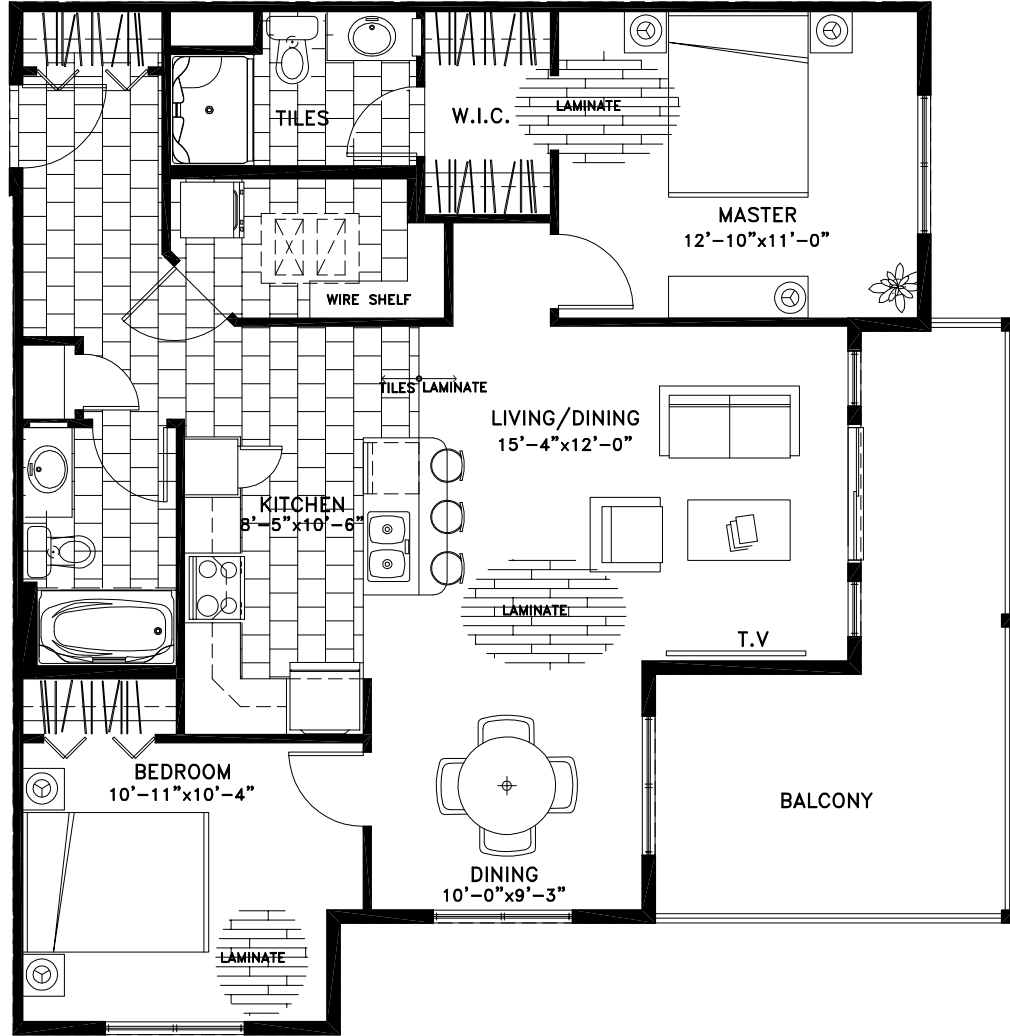 TILES
W.I.C.
LAMINATE
MASTER
12'-10"x11'-0"
WIRE SHELF
TILES LAMINATE
LIVING/DINING
15'-4"x12'-0"
KITCHEN
8'-5"x10'-6"
LAMINATE
T.V
BEDROOM
10'-11"x10'-4"
BALCONY
DINING
10'-0"x9'-3"
LAMINATE